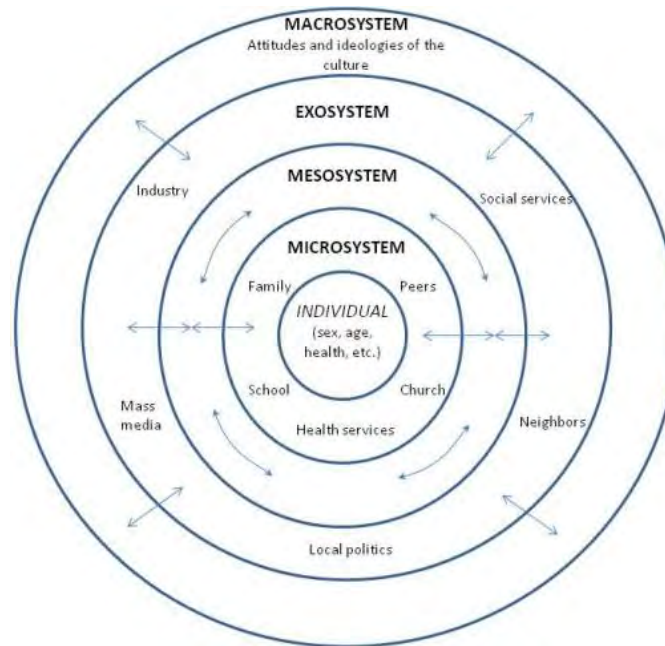 MACROSYSTEM
Attitudes and ideologies of the
culture
EXOSYSTEM
Industry
Social services
MESOSYSTEM
MICROSYSTEM
Family
Peers
INDIVIDUAL
(sex, age,
health, etc.)
School
Church
Health services
Mass
media
Neighbors
Local politics